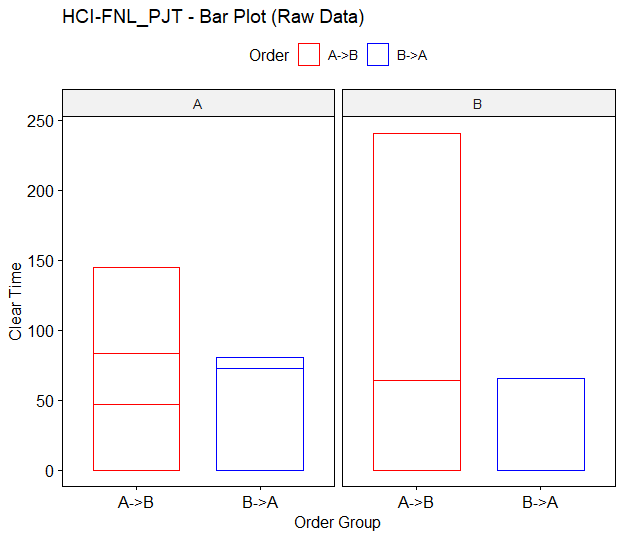 HCI-FNL_PJT - Bar Plot (Raw Data)
Order A->B B->A
A B
250
200
150
100
50
0
Clear Time
A->B B->A A->B B->A
Order Group